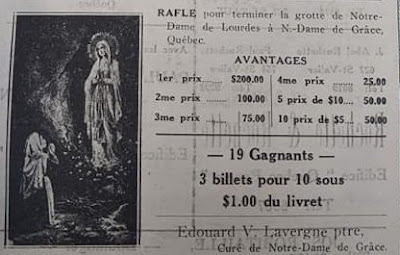 RAFLE pour terminer la grotte de Notre-
Dame de Lourdes à N.-Dame de Grâce,
Québec.
AVANTAGES
1er prix ..... $200.00
2me prix ...... 100.00
3me prix ...... 75.00
4me prix ...... 25.00
5 prix de $10 ..... 50.00
10 prix de $5 ..... 50.00
— 19 Gagnants —
3 billets pour 10 sous
$1.00 du livret
Edouard V. Lavergne ptre,
Curé de Notre-Dame de Grâce.